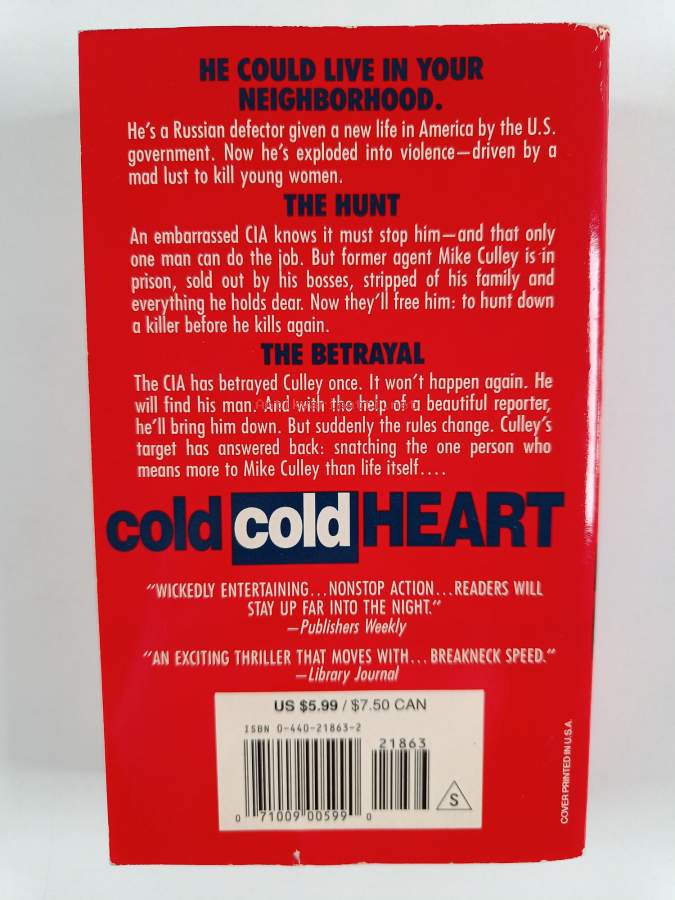 HE COULD LIVE IN YOUR
NEIGHBORHOOD.
He's a Russian defector given a new life in America by the U.S.
government. Now he's exploded into violence—driven by a
mad lust to kill young women.
THE HUNT
An embarrassed CIA knows it must stop him—and that only
one man can do the job. But former agent Mike Culley is in
prison, sold out by his bosses, stripped of his family and
everything he holds dear. Now they'll free him: to hunt down
a killer before he kills again.
THE BETRAYAL
The CIA has betrayed Culley once. It won't happen again. He
will find his man. And with the help of a beautiful reporter,
he'll bring him down. But suddenly the rules change. Culley's
target has answered back: snatching the one person who
means more to Mike Culley than life itself....
cold cold HEART
"WICKEDLY ENTERTAINING...NONSTOP ACTION...READERS WILL
STAY UP FAR INTO THE NIGHT."
—Publishers Weekly
"AN EXCITING THRILLER THAT MOVES WITH...BREAKNECK SPEED."
—Library Journal
US $5.99 / $7.50 CAN
ISBN 0-440-21863-2
21863
0 71009 00599 0
S
COVER PRINTED IN U.S.A.